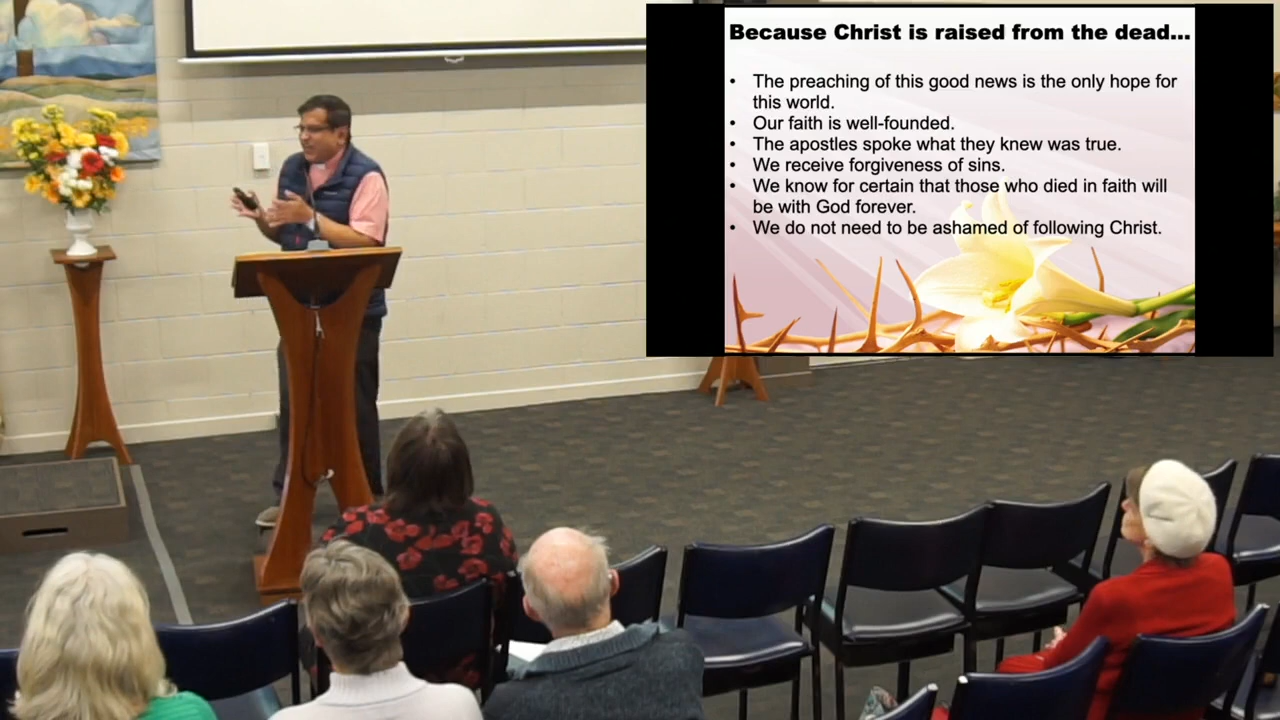 Because Christ is raised from the dead...
• The preaching of this good news is the only hope for
this world.
• Our faith is well-founded.
• The apostles spoke what they knew was true.
• We receive forgiveness of sins.
• We know for certain that those who died in faith will
be with God forever.
• We do not need to be ashamed of following Christ.